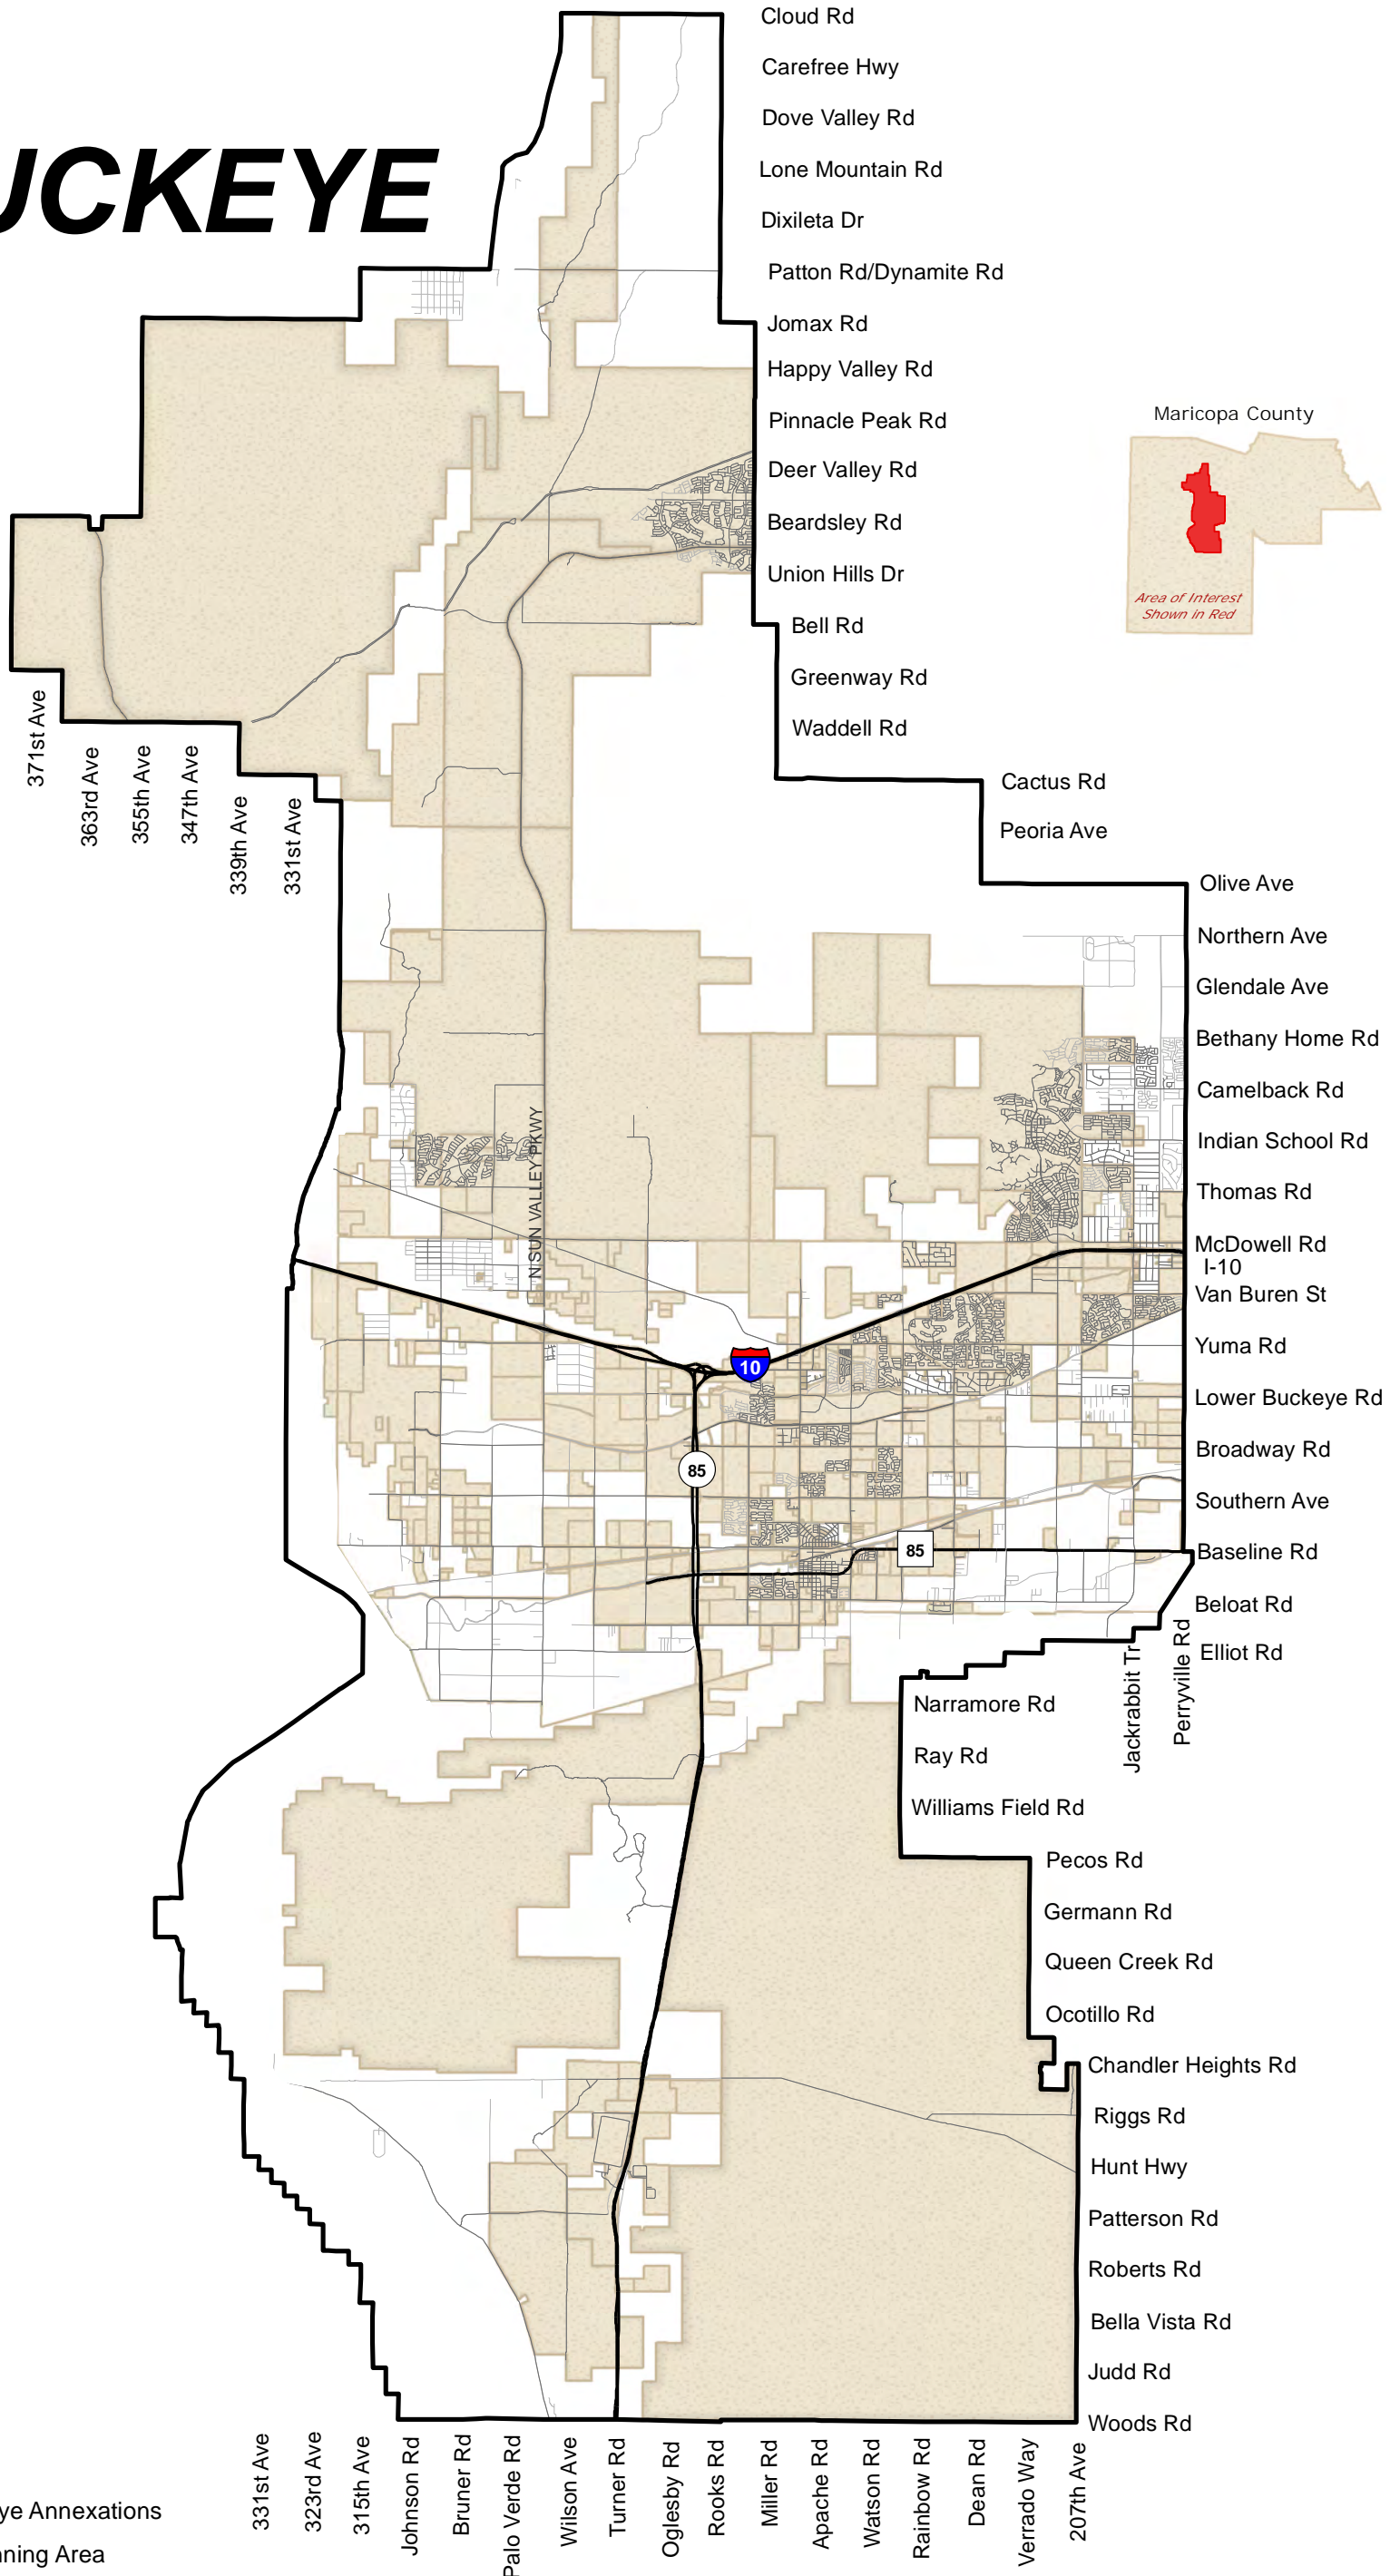 Cloud Rd
Carefree Hwy
Dove Valley Rd
UCKEYE
Lone Mountain Rd
Dixileta Dr
Patton Rd/Dynamite Rd
Jomax Rd
Happy Valley Rd
Pinnacle Peak Rd
Deer Valley Rd
Beardsley Rd
Union Hills Dr
Bell Rd
Greenway Rd
Waddell Rd
Maricopa County
Area of Interest
Shown in Red
371st Ave
363rd Ave
355th Ave
347th Ave
339th Ave
331st Ave
Cactus Rd
Peoria Ave
Olive Ave
Northern Ave
Glendale Ave
Bethany Home Rd
Camelback Rd
Indian School Rd
Thomas Rd
McDowell Rd
I-10
Van Buren St
Yuma Rd
Lower Buckeye Rd
Broadway Rd
Southern Ave
Baseline Rd
Beloat Rd
Elliot Rd
N SUN VALLEY PKWY
10
85
85
Jackrabbit Tr
Perryville Rd
Narramore Rd
Ray Rd
Williams Field Rd
Pecos Rd
Germann Rd
Queen Creek Rd
Ocotillo Rd
Chandler Heights Rd
Riggs Rd
Hunt Hwy
Patterson Rd
Roberts Rd
Bella Vista Rd
Judd Rd
Woods Rd
331st Ave
323rd Ave
315th Ave
Johnson Rd
Bruner Rd
Palo Verde Rd
Wilson Ave
Turner Rd
Oglesby Rd
Rooks Rd
Miller Rd
Apache Rd
Watson Rd
Rainbow Rd
Dean Rd
Verrado Way
207th Ave
ye Annexations
nning Area